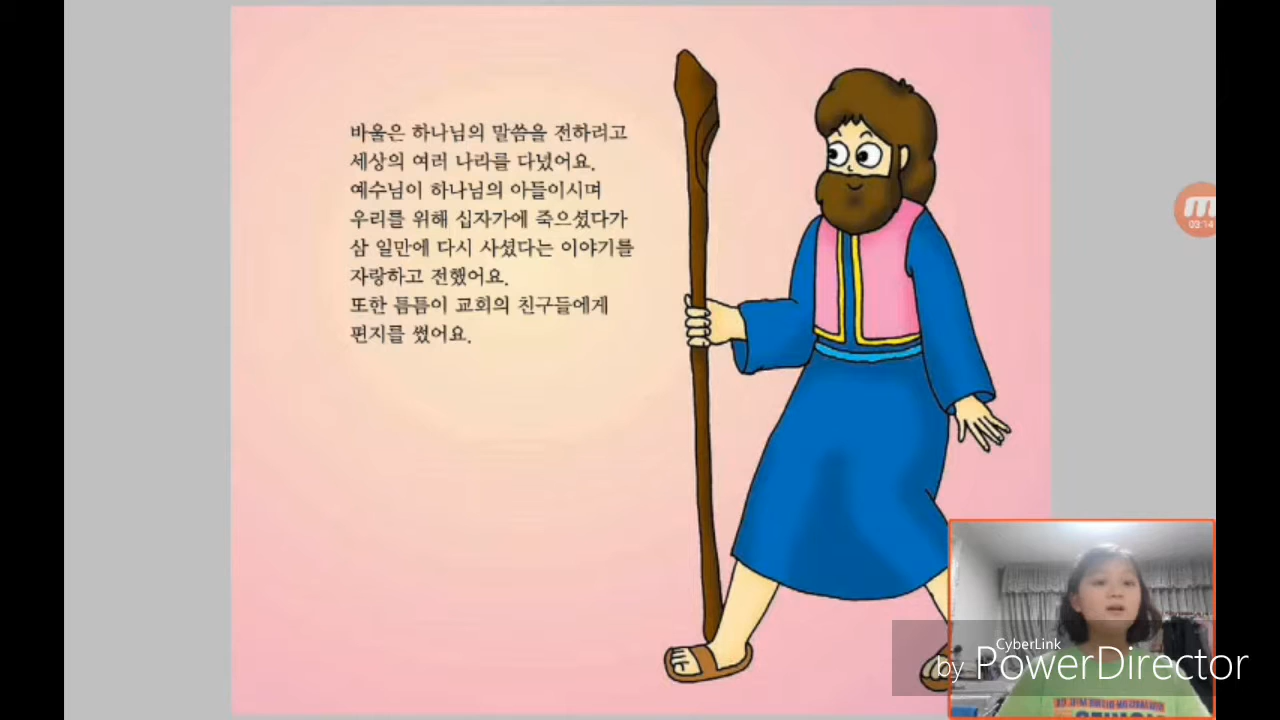 바울은 하나님의 말씀을 전하려고
세상의 여러 나라를 다녔어요.
예수님이 하나님의 아들이시며
우리를 위해 십자가에 죽으셨다가
삼 일만에 다시 사셨다는 이야기를
자랑하고 전했어요.
또한 틈틈이 교회의 친구들에게
편지를 썼어요.
03:14
CyberLink
by PowerDirector